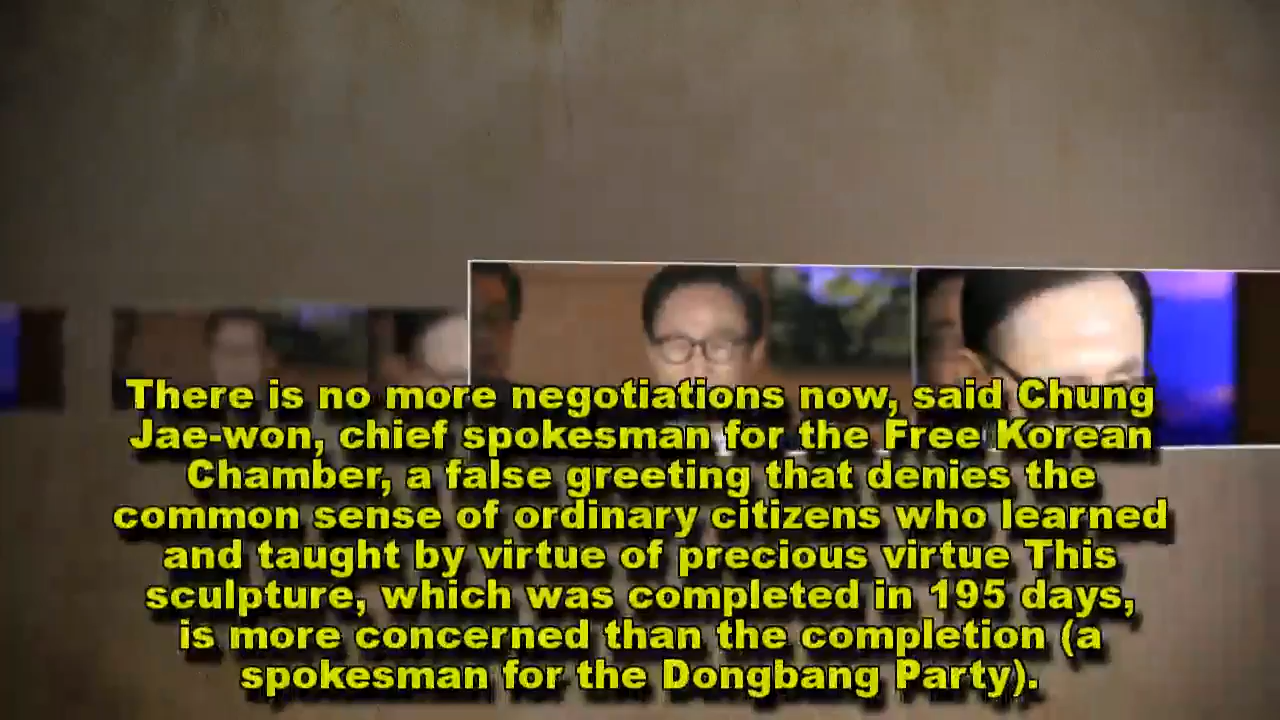 There is no more negotiations now, said Chung
Jae-won, chief spokesman for the Free Korean
Chamber, a false greeting that denies the
common sense of ordinary citizens who learned
and taught by virtue of precious virtue This
sculpture, which was completed in 195 days,
is more concerned than the completion (a
spokesman for the Dongbang Party).